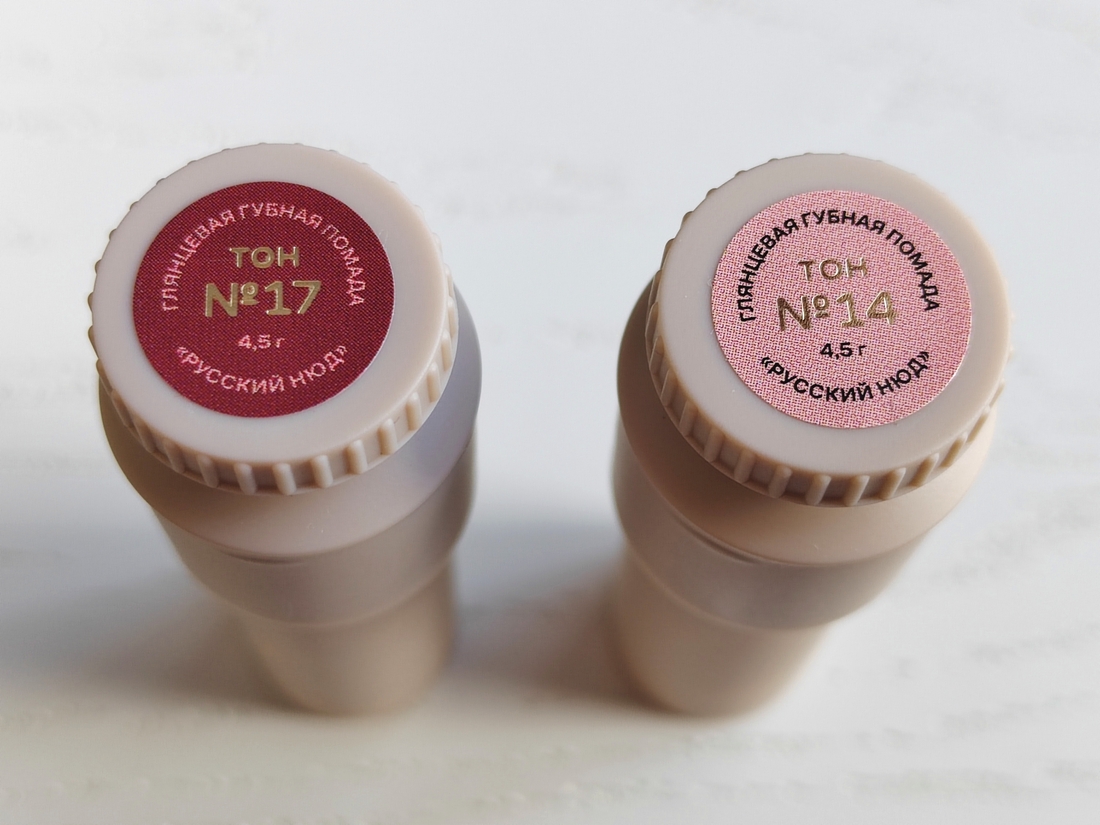 ГЛЯНЦЕВАЯ ГУБНАЯ ПОМАДА
ТОН
№17
4,5 г
«РУССКИЙ НЮД»
ГЛЯНЦЕВАЯ ГУБНАЯ ПОМАДА
ТОН
№14
4,5 г
«РУССКИЙ НЮД»